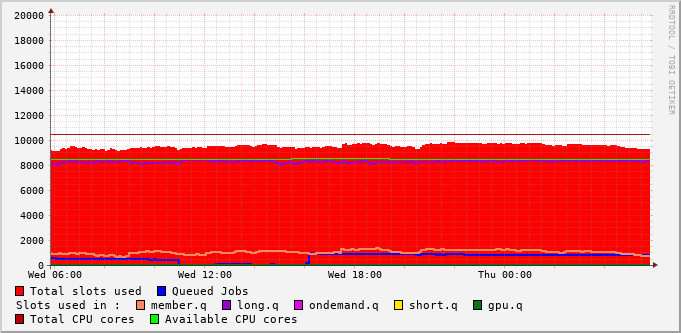 20000
18000
16000
14000
12000
10000
8000
6000
4000
2000
0
Wed 06:00 Wed 12:00 Wed 18:00 Thu 00:00
RRDTOOL / TOBI OETIKER
Total slots used Queued Jobs
Slots used in : member.q long.q ondemand.q short.q gpu.q
Total CPU cores Available CPU cores